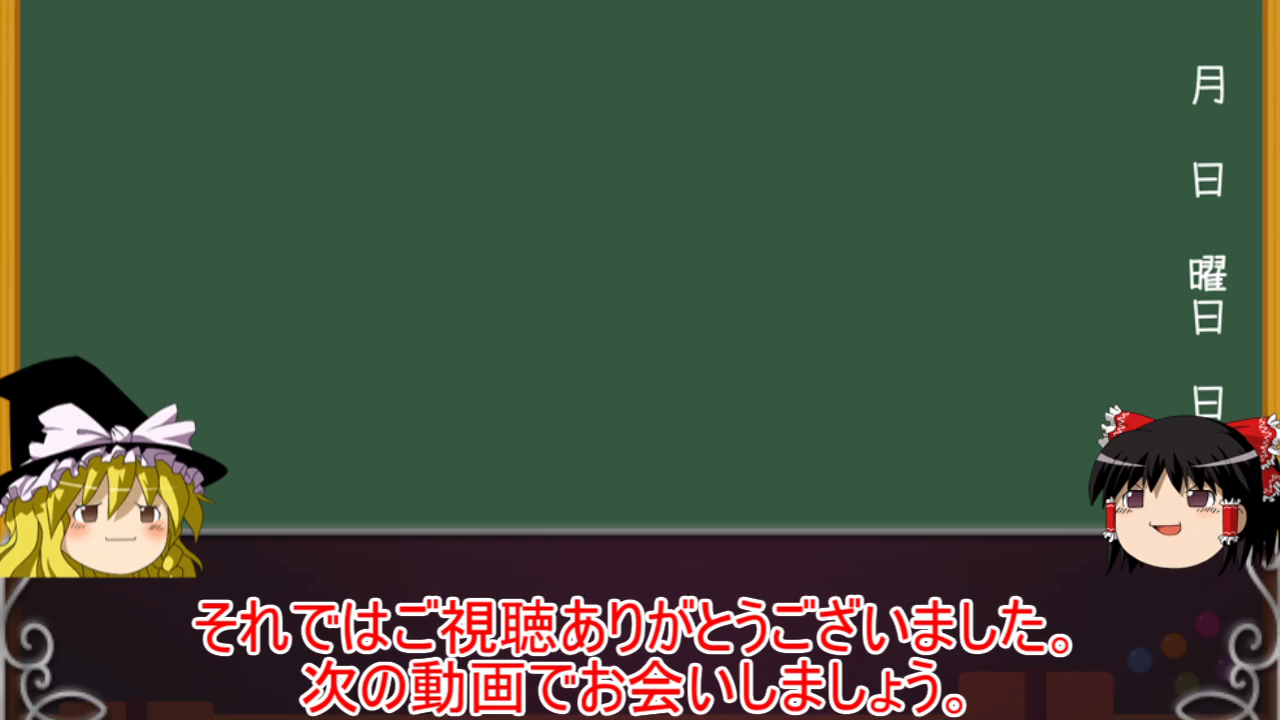 月
日
曜
日
日
それではご視聴ありがとうございました。
次の動画でお会いしましょう。